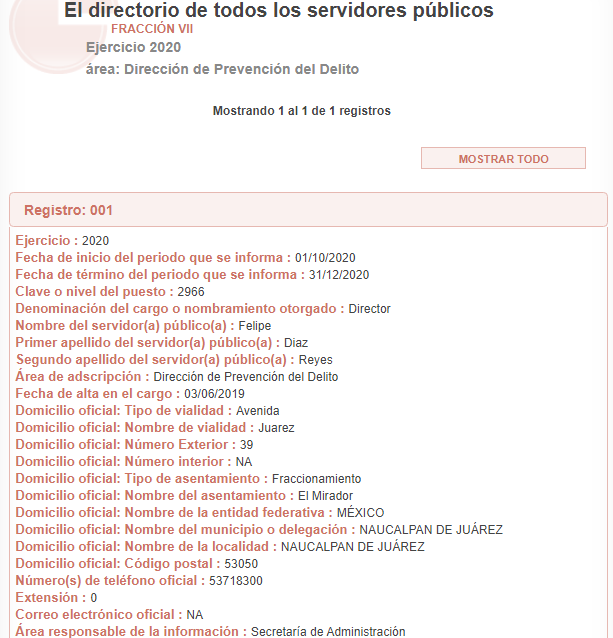 El directorio de todos los servidores públicos
FRACCIÓN VII
Ejercicio 2020
área: Dirección de Prevención del Delito
Mostrando 1 al 1 de 1 registros
MOSTRAR TODO
Registro: 001
Ejercicio : 2020
Fecha de inicio del periodo que se informa : 01/10/2020
Fecha de término del periodo que se informa : 31/12/2020
Clave o nivel del puesto : 2966
Denominación del cargo o nombramiento otorgado : Director
Nombre del servidor(a) público(a) : Felipe
Primer apellido del servidor(a) público(a) : Diaz
Segundo apellido del servidor(a) público(a) : Reyes
Área de adscripción : Dirección de Prevención del Delito
Fecha de alta en el cargo : 03/06/2019
Domicilio oficial: Tipo de vialidad : Avenida
Domicilio oficial: Nombre de vialidad : Juarez
Domicilio oficial: Número Exterior : 39
Domicilio oficial: Número interior : NA
Domicilio oficial: Tipo de asentamiento : Fraccionamiento
Domicilio oficial: Nombre del asentamiento : El Mirador
Domicilio oficial: Nombre de la entidad federativa : MÉXICO
Domicilio oficial: Nombre del municipio o delegación : NAUCALPAN DE JUÁREZ
Domicilio oficial: Nombre de la localidad : NAUCALPAN DE JUÁREZ
Domicilio oficial: Código postal : 53050
Número(s) de teléfono oficial : 53718300
Extensión : 0
Correo electrónico oficial : NA
Área responsable de la información : Secretaría de Administración